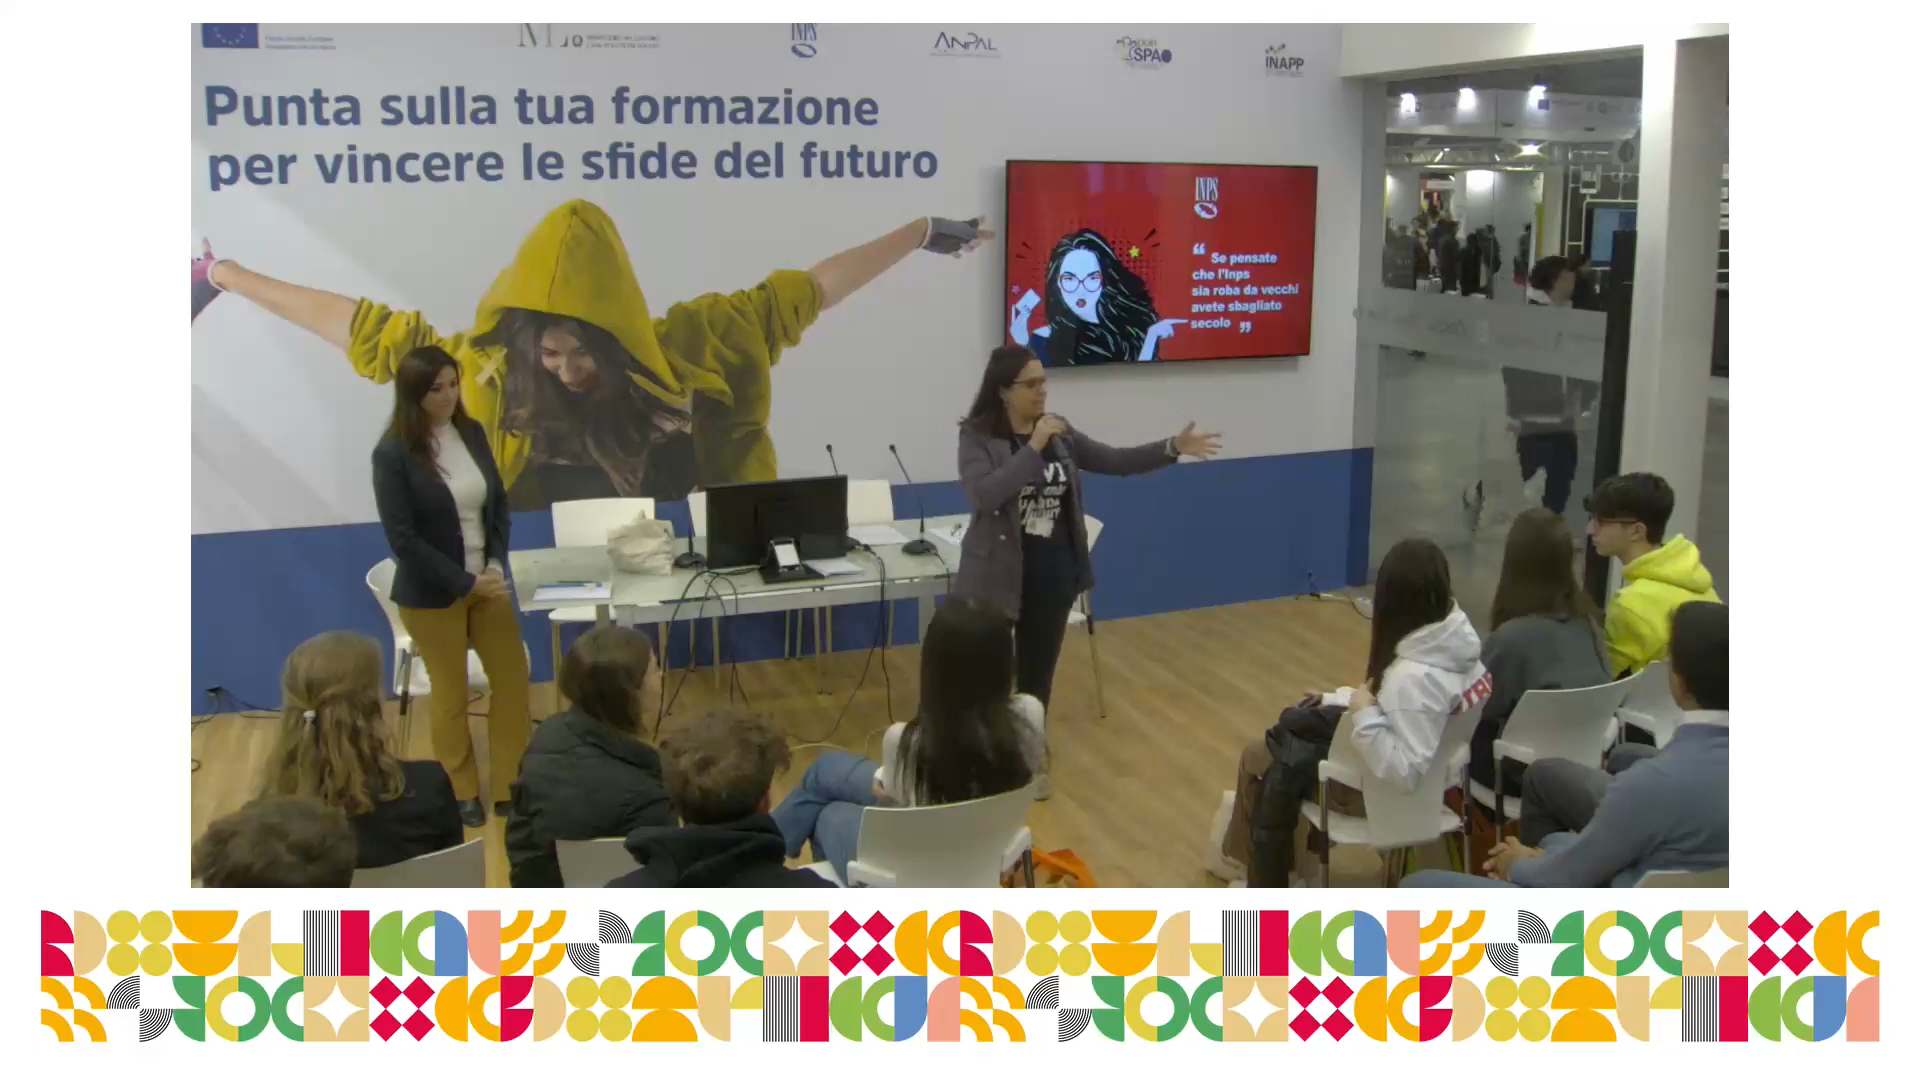 INPS
ANPAL
SPAO
INAPP
Punta sulla tua formazione
per vincere le sfide del futuro
INPS
“ Se pensate
che l'Inps
sia roba da vecchi
avete sbagliato
secolo ”